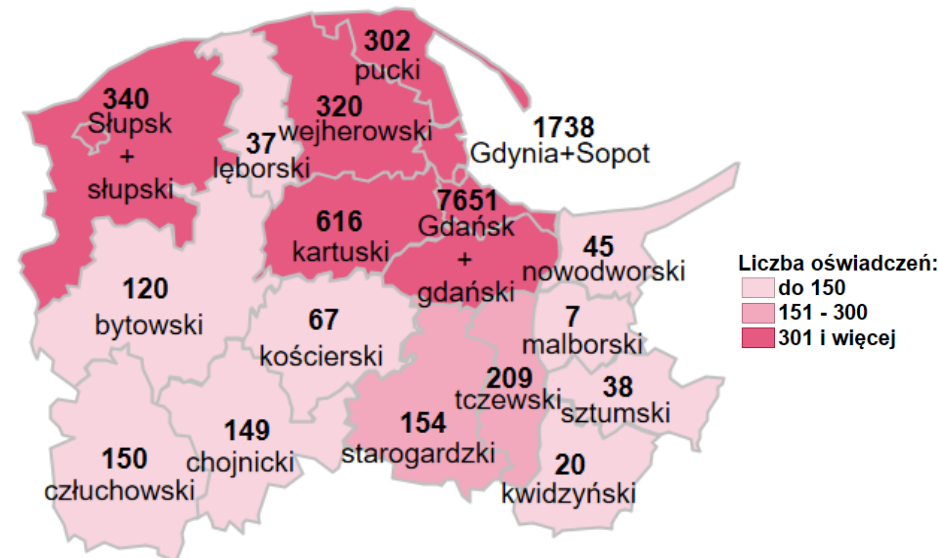 302
pucki
340
Słupsk
+
słupski
320
wejherowski
37
lęborski
1738
Gdynia+Sopot
7651
Gdańsk
+
gdański
616
kartuski
45
nowodworski
Liczba oświadczeń:
do 150
151 - 300
301 i więcej
120
bytowski
67
kościerski
7
malborski
209
tczewski
38
sztumski
154
starogardzki
149
chojnicki
150
człuchowski
20
kwidzyński